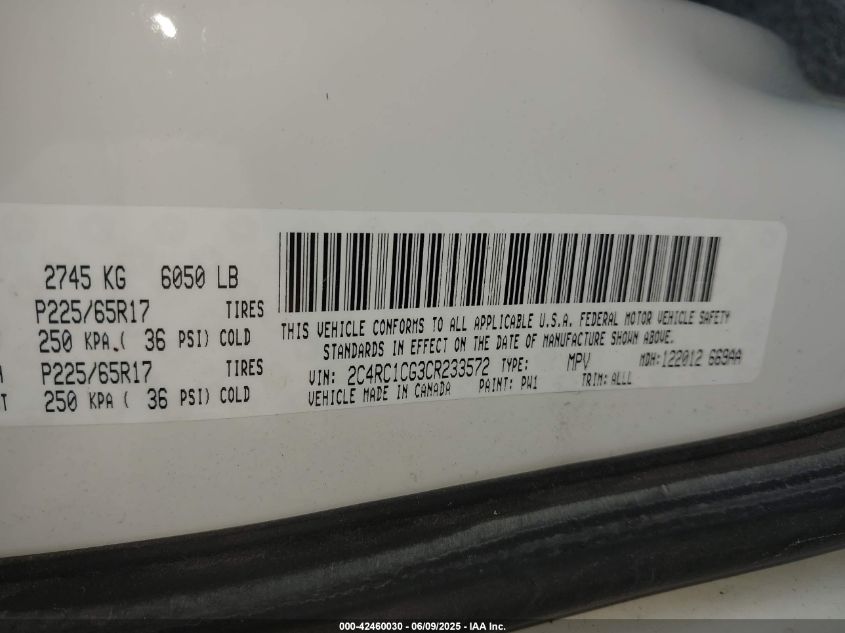 2745 KG 6050 LB
P225/65R17 TIRES
250 KPA ( 36 PSI) COLD
P225/65R17 TIRES
250 KPA ( 36 PSI) COLD
THIS VEHICLE CONFORMS TO ALL APPLICABLE U.S.A. FEDERAL MOTOR VEHICLE SAFETY
STANDARDS IN EFFECT ON THE DATE OF MANUFACTURE SHOWN ABOVE.
VIN: 2C4RC1CG3CR233572 TYPE: MPV MDH:122012 669AA
VEHICLE MADE IN CANADA PAINT: PW1 TRIM: ALLL
000-42460030 - 06/09/2025 - IAA Inc.